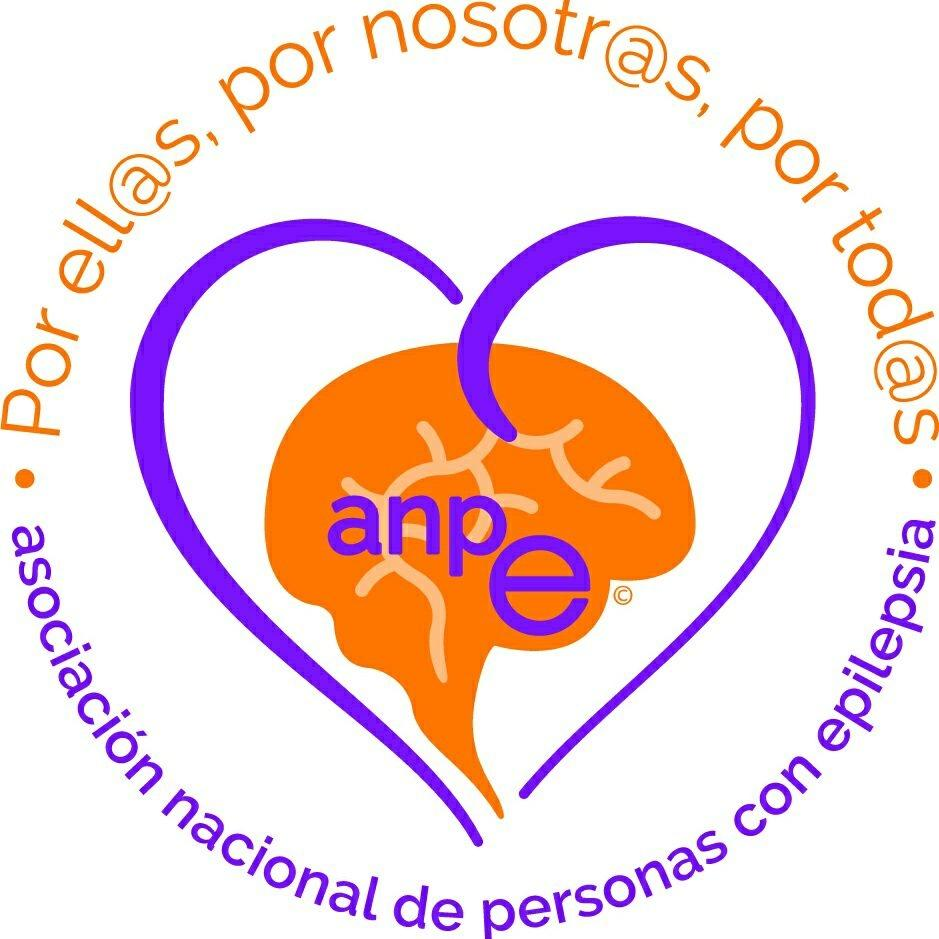 Por ell@s, por nosotr@s, por tod@s
anpe
©
• asociación nacional de personas con epilepsia •